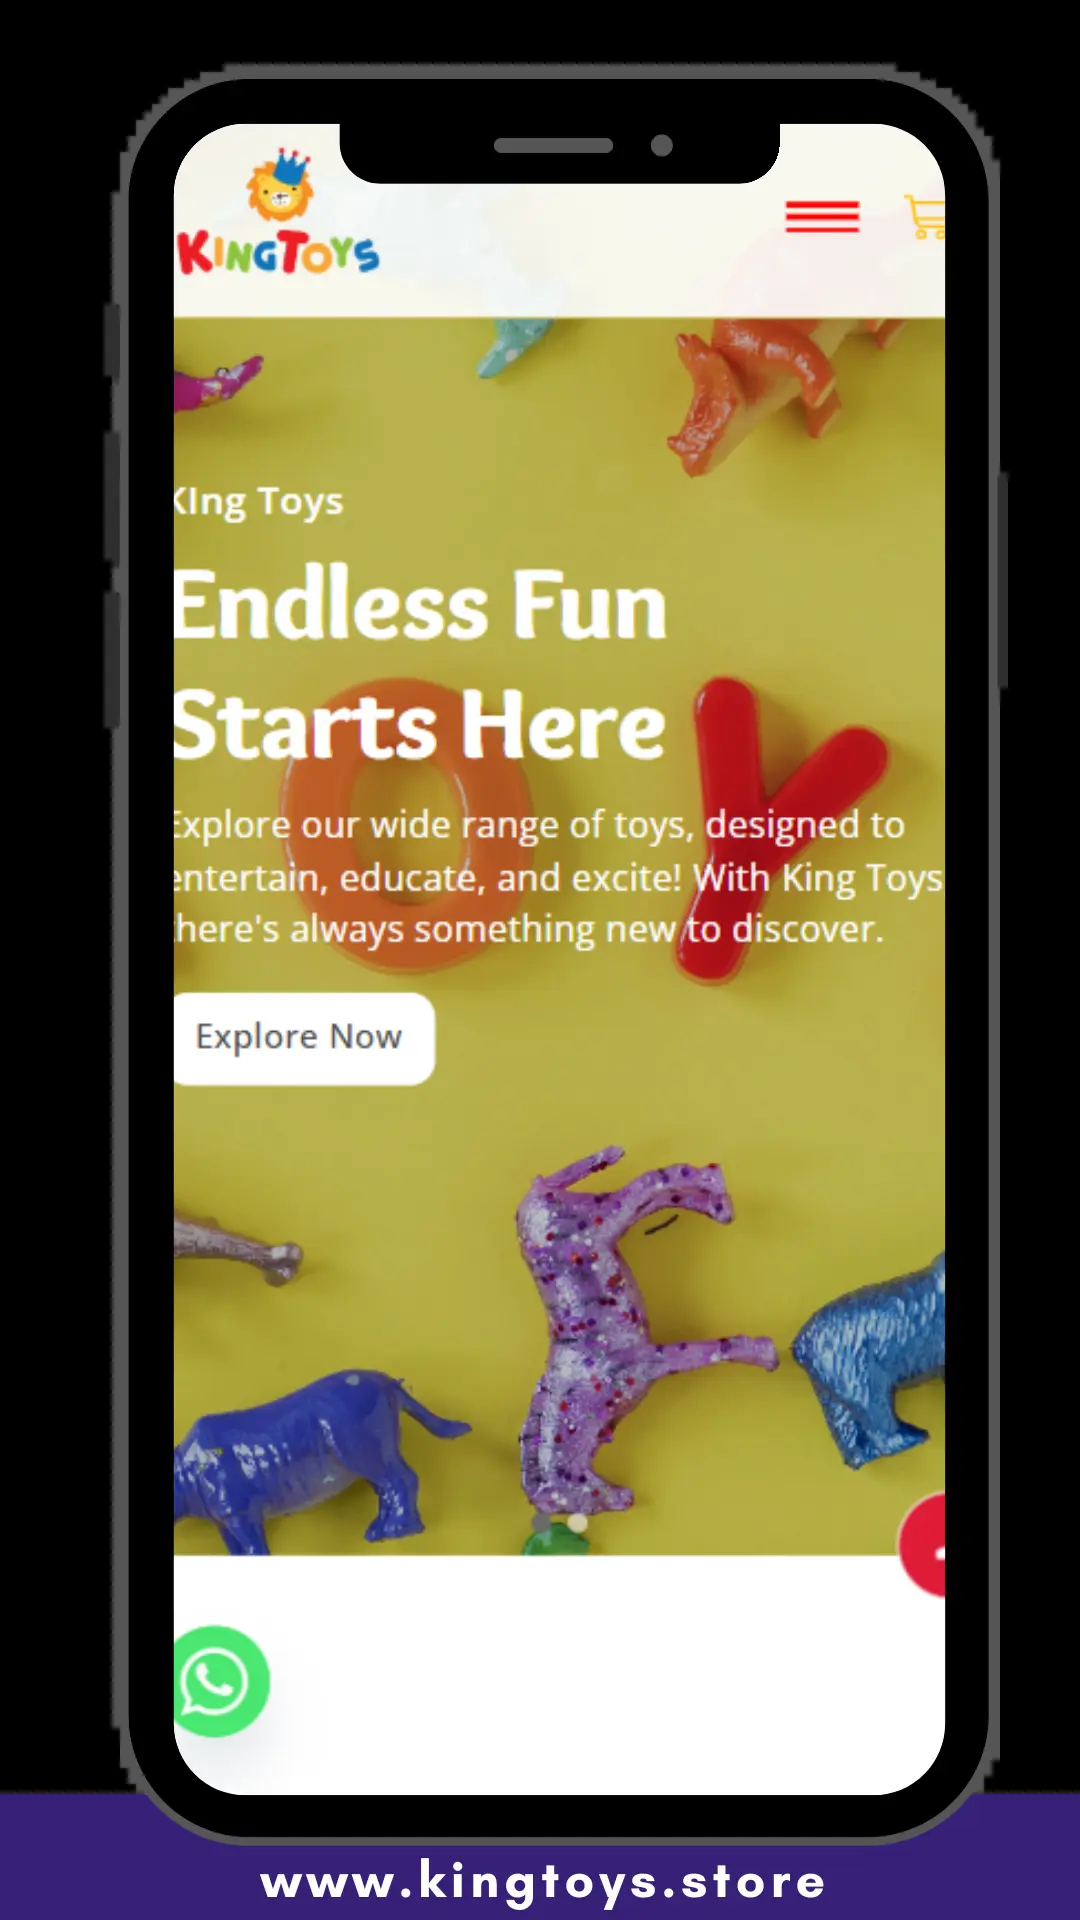 KINGTOYS
KIng Toys
Endless Fun
Starts Here
Explore our wide range of toys, designed to
entertain, educate, and excite! With King Toys
there's always something new to discover.
Explore Now
O Y
www.kingtoys.store